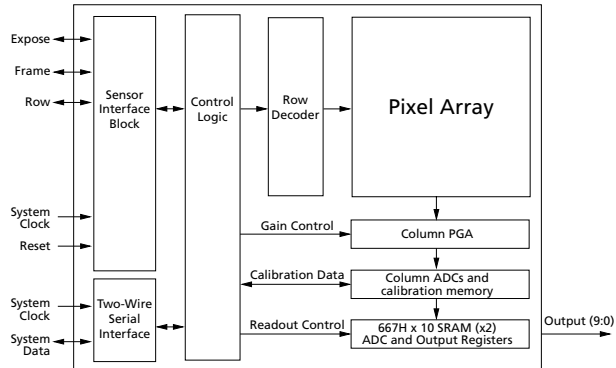 Expose
Frame
Row
System
Clock
Reset
System
Clock
System
Data
Sensor
Interface
Block
Two-Wire
Serial
Interface
Control
Logic
Row
Decoder
Pixel Array
Gain Control
Column PGA
Calibration Data
Column ADCs and
calibration memory
Readout Control
667H x 10 SRAM (x2)
ADC and Output Registers
Output (9:0)